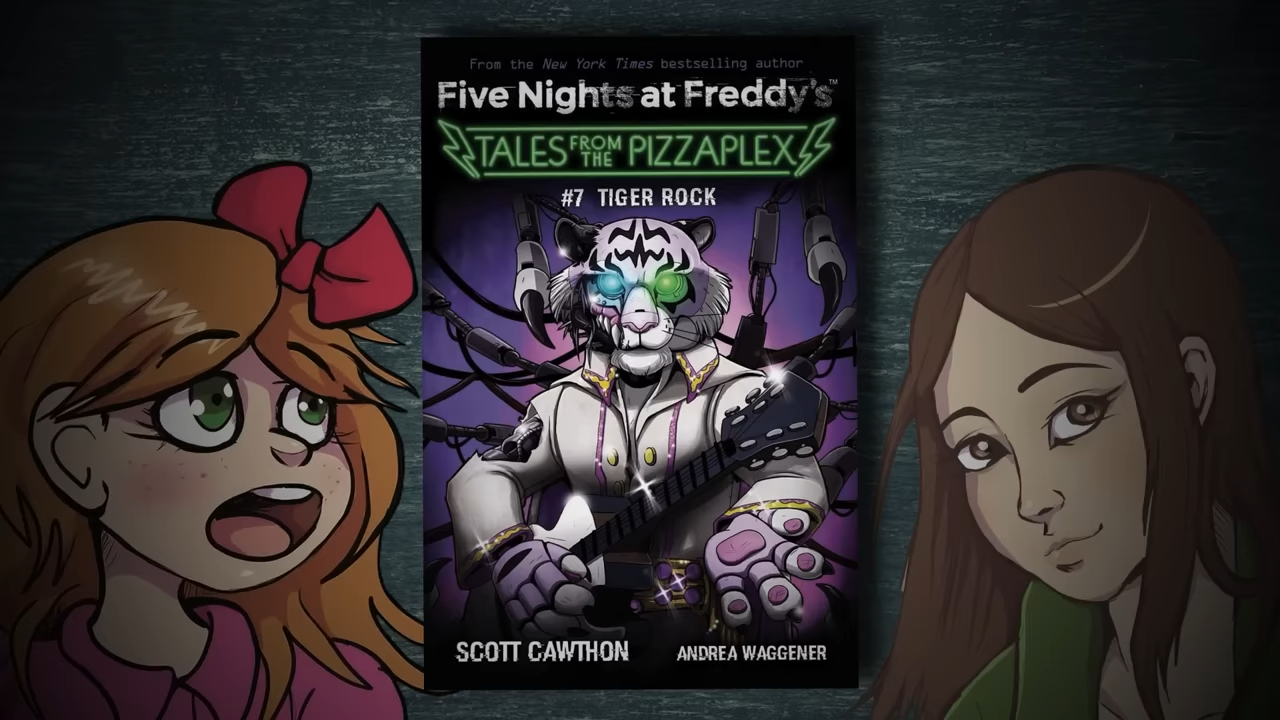 From the New York Times bestselling author
Five Nights at Freddy's™
TALES FROM THE PIZZAPLEX
#7 TIGER ROCK
SCOTT CAWTHON ANDREA WAGGENER